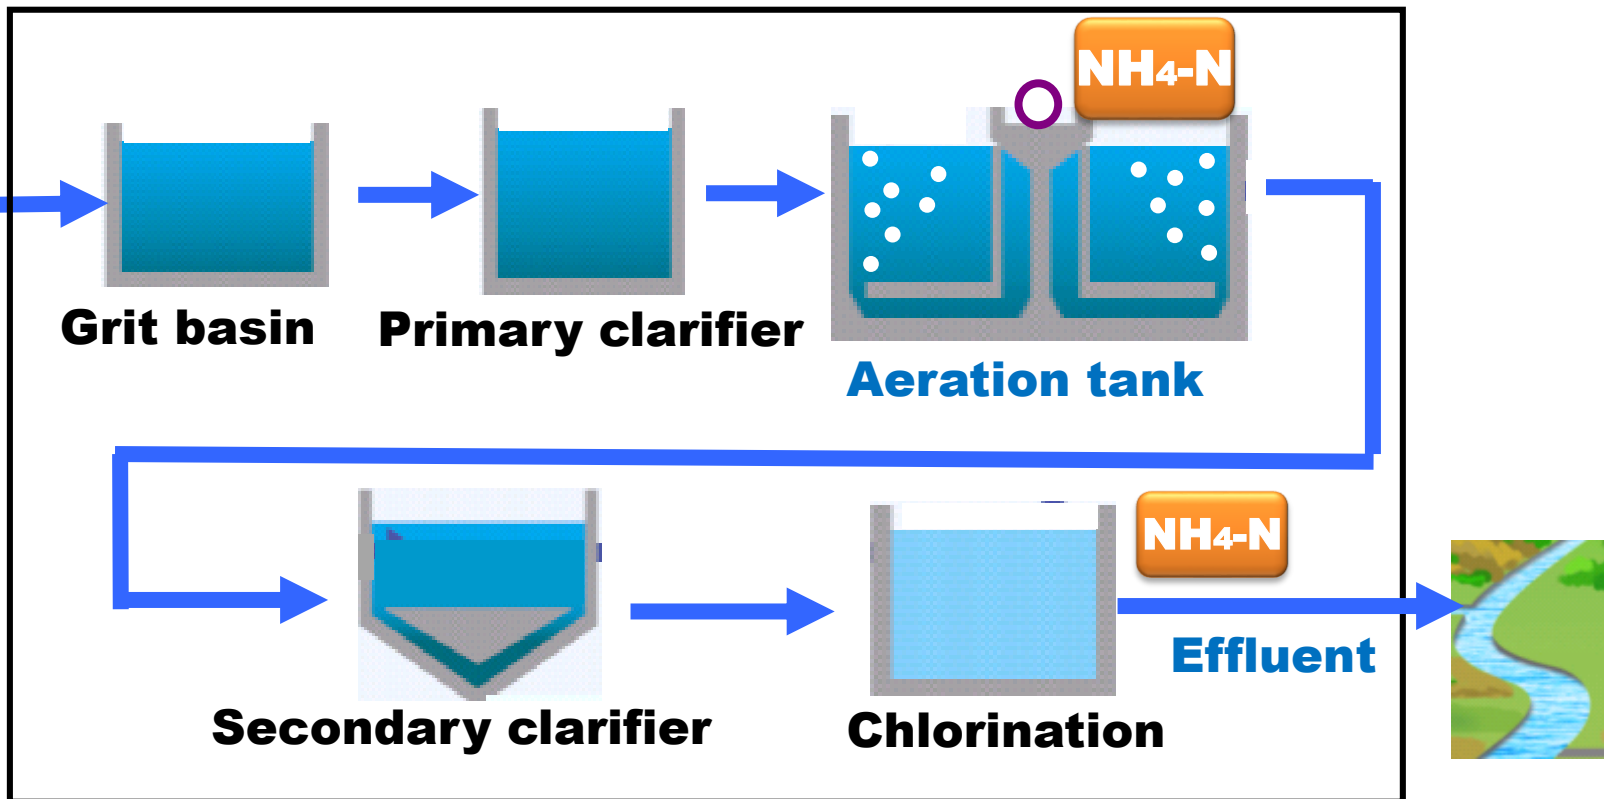 NH₄-N
Grit basin
Primary clarifier
Aeration tank
NH₄-N
Effluent
Secondary clarifier
Chlorination